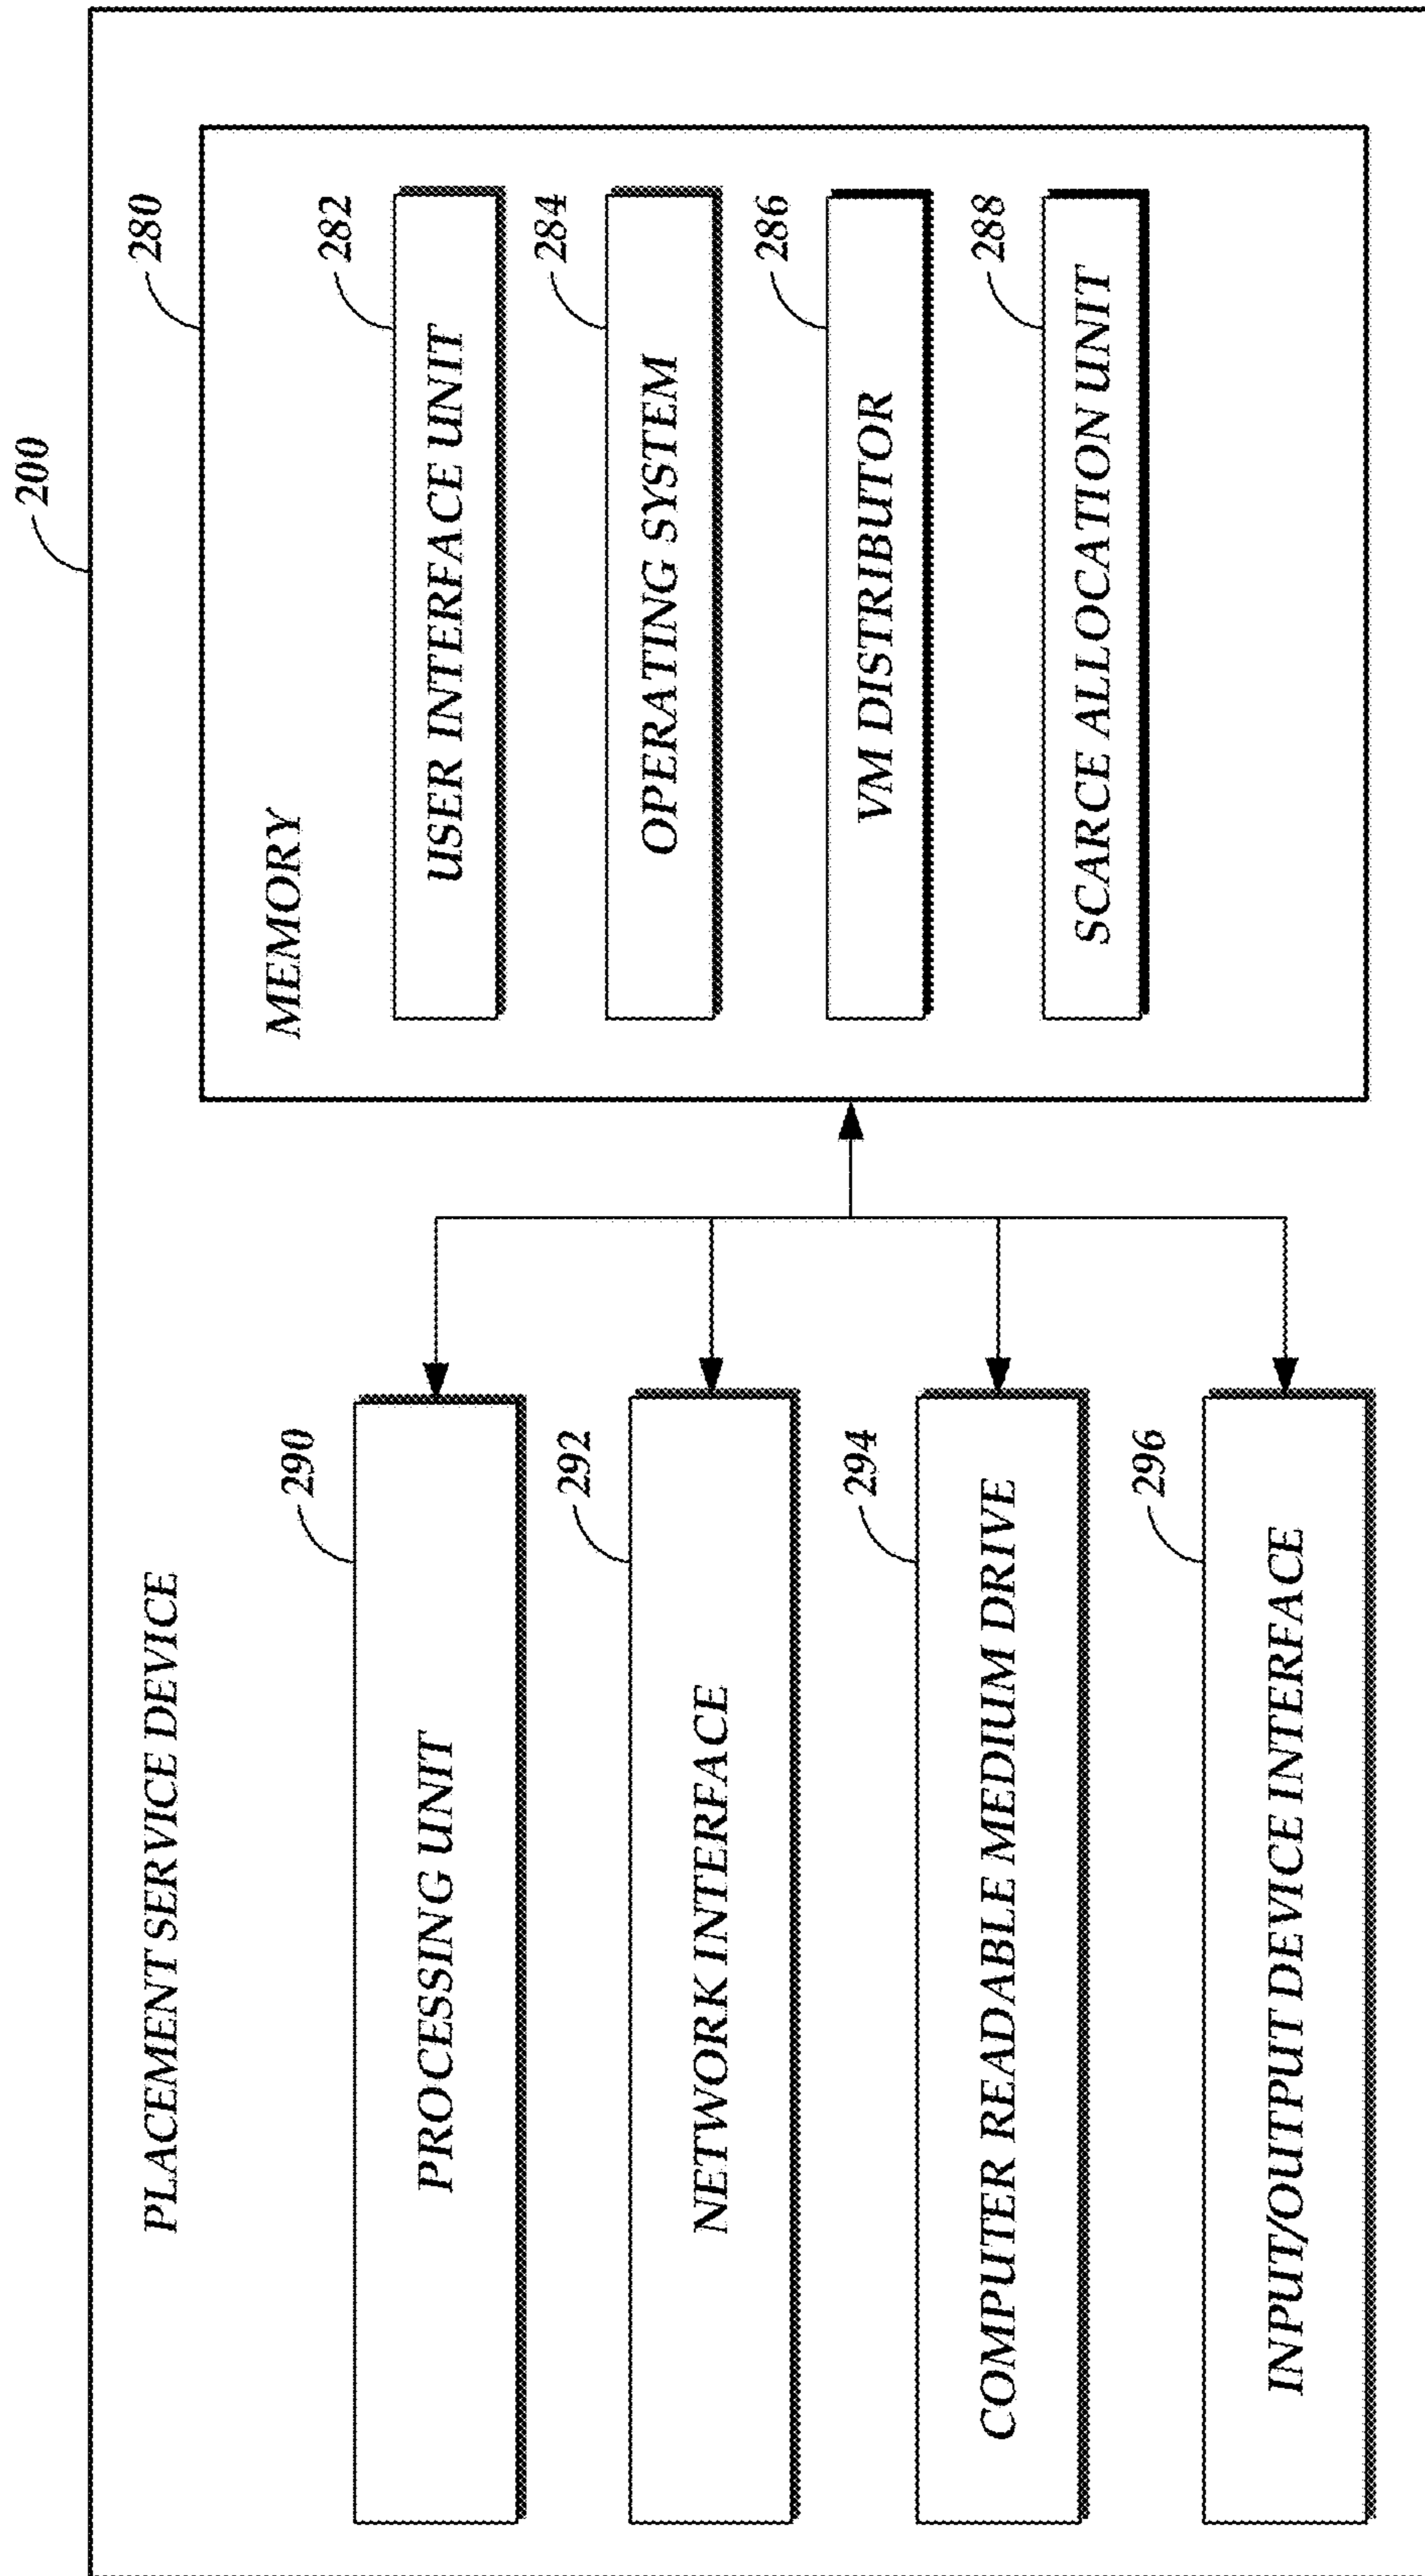 200
PLACEMENT SERVICE DEVICE
280
MEMORY
290
PROCESSING UNIT
292
NETWORK INTERFACE
294
COMPUTER READABLE MEDIUM DRIVE
296
INPUT/OUTPUT DEVICE INTERFACE
282
USER INTERFACE UNIT
284
OPERATING SYSTEM
286
VM DISTRIBUTOR
288
SCARCE ALLOCATION UNIT